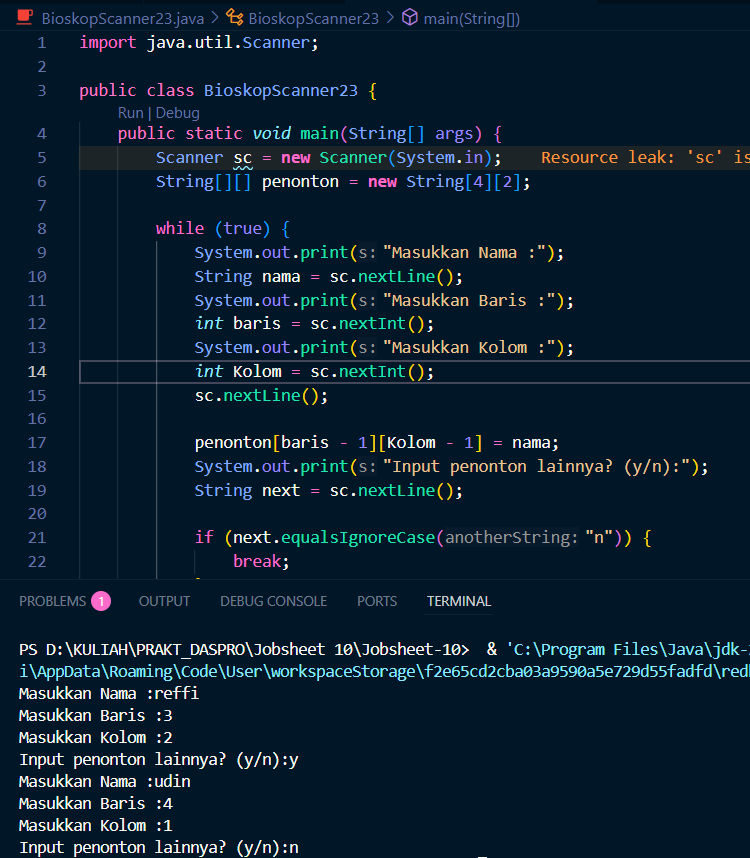 BioskopScanner23.java > BioskopScanner23 > main(String[])
1 import java.util.Scanner;
2
3 public class BioskopScanner23 {
Run | Debug
4 public static void main(String[] args) {
5 Scanner sc = new Scanner(System.in); Resource leak: 'sc' is
6 String[][] penonton = new String[4][2];
7
8 while (true) {
9 System.out.print(s: "Masukkan Nama :");
10 String nama = sc.nextLine();
11 System.out.print(s: "Masukkan Baris :");
12 int baris = sc.nextInt();
13 System.out.print(s: "Masukkan Kolom :");
14 int Kolom = sc.nextInt();
15 sc.nextLine();
16
17 penonton[baris - 1][Kolom - 1] = nama;
18 System.out.print(s: "Input penonton lainnya? (y/n):");
19 String next = sc.nextLine();
20
21 if (next.equalsIgnoreCase(anotherString: "n")) {
22 break;
PROBLEMS 1 OUTPUT DEBUG CONSOLE PORTS TERMINAL
PS D:\KULIAH\PRAKT_DASPRO\Jobsheet 10\Jobsheet-10> & 'C:\Program Files\Java\jdk-
i\AppData\Roaming\Code\User\workspaceStorage\f2e65cd2cba03a9590a5e729d55fadfd\red
Masukkan Nama :reffi
Masukkan Baris :3
Masukkan Kolom :2
Input penonton lainnya? (y/n):y
Masukkan Nama :udin
Masukkan Baris :4
Masukkan Kolom :1
Input penonton lainnya? (y/n):n